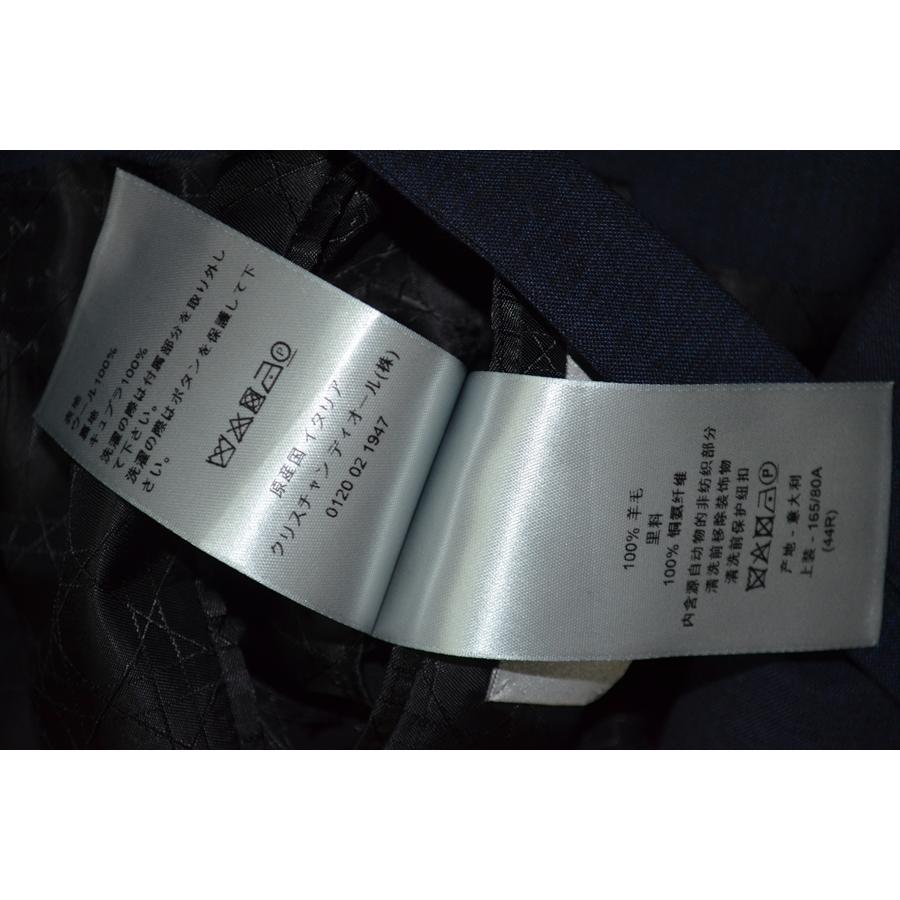 表地
ウール100%
裏地
キュプラ100%
洗濯の際は付属部分を取り外し
て下さい。
洗濯の際はボタンを保護して下
さい。
原産国 イタリア
クリスチャン ディオール(株)
0120 02 1947
100% 羊毛
里料
100% 铜氨纤维
内含源自动物的非纺织部分
清洗前移除装饰物
清洗前保护纽扣
产地 - 意大利
上装 - 165/80A
(44R)